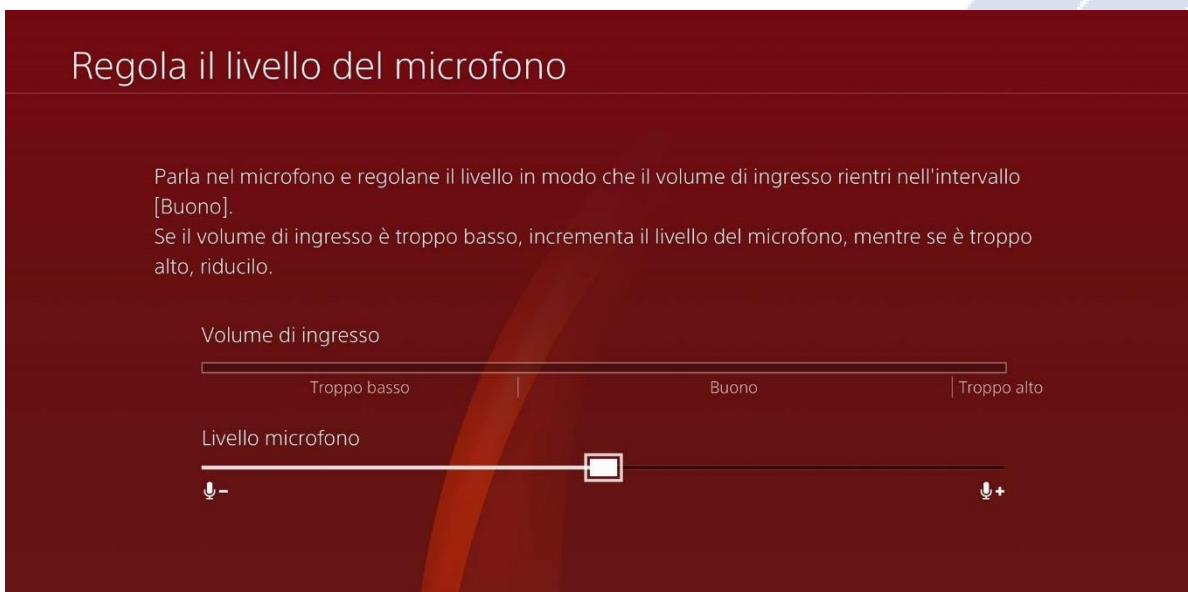 Regola il livello del microfono
Parla nel microfono e regolane il livello in modo che il volume di ingresso rientri nell'intervallo
[Buono].
Se il volume di ingresso è troppo basso, incrementa il livello del microfono, mentre se è troppo
alto, riducilo.
Volume di ingresso
Troppo basso Buono Troppo alto
Livello microfono